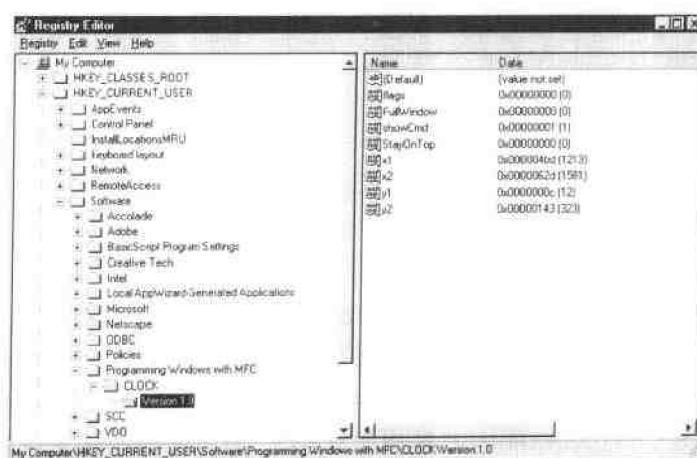 Registry Editor
Registry Edit View Help
My Computer
HKEY_CLASSES_ROOT
HKEY_CURRENT_USER
AppEvents
Control Panel
InstallLocationsMRU
keyboard layout
Network
RemoteAccess
Software
Accolade
Adobe
BasicScript Program Settings
Creative Tech
Intel
Local AppWizard-Generated Applications
Microsoft
Netscape
ODBC
Policies
Programming Windows with MFC
CLOCK
Version 1.0
SCC
VDO
Name Data
(Default) (value not set)
flags 0x00000000 (0)
FullWindow 0x00000000 (0)
showCmd 0x00000001 (1)
StayOnTop 0x00000000 (0)
x1 0x000004bd (1213)
x2 0x0000062d (1581)
y1 0x0000000c (12)
y2 0x00000143 (323)
My Computer\HKEY_CURRENT_USER\Software\Programming Windows with MFC\CLOCK\Version 1.0